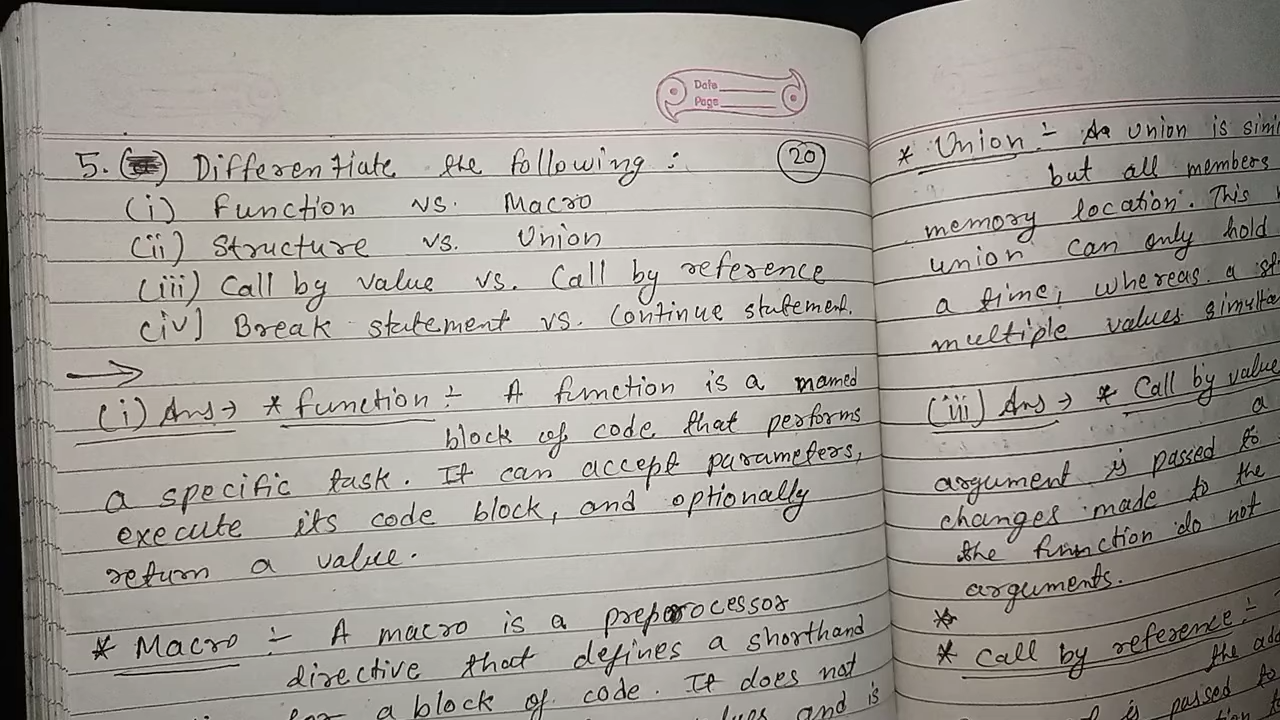 Date
Page
5. Differentiate the following : 20
(i) Function vs. Macro
(ii) Structure vs. Union
(iii) Call by value vs. Call by reference
(iv) Break statement vs. Continue statement.
(i) Ans → * Function :- A function is a named
block of code that performs
a specific task. It can accept parameters,
execute its code block, and optionally
return a value.
* Macro :- A macro is a preprocessor
directive that defines a shorthand
for a block of code. It does not
and is
* Union :- A Union is
but all members
memory location. This
union can only hold
a time, whereas a
multiple values
(iii) Ans → * Call by value
a
argument is passed to
changes made to the
the function do not
arguments.
*
* Call by reference :-
the
is passed to